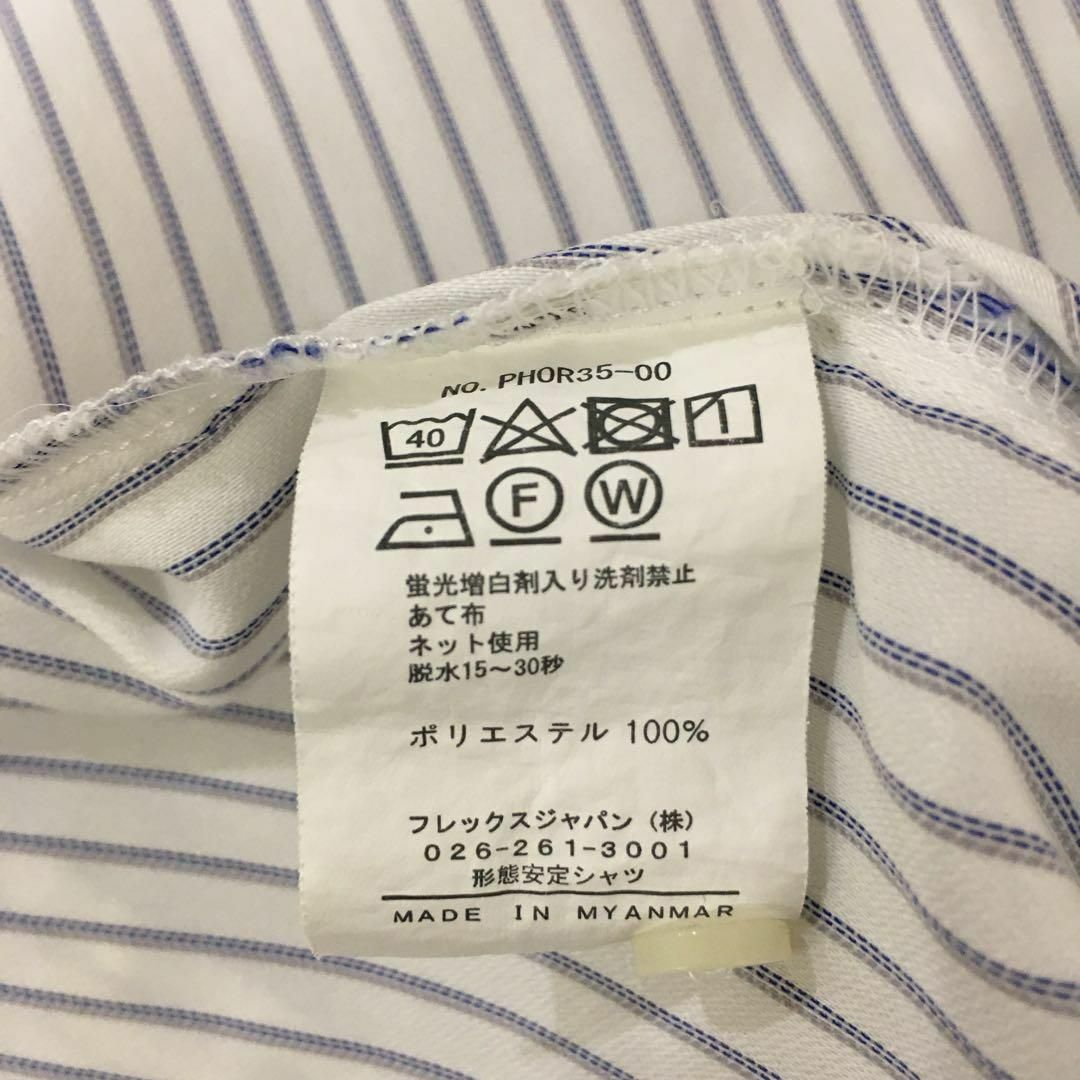 NO. PH0R35-00
40
1
F W
蛍光増白剤入り洗剤禁止
あて布
ネット使用
脱水15〜30秒
ポリエステル 100%
フレックスジャパン（株）
026-261-3001
形態安定シャツ
MADE IN MYANMAR